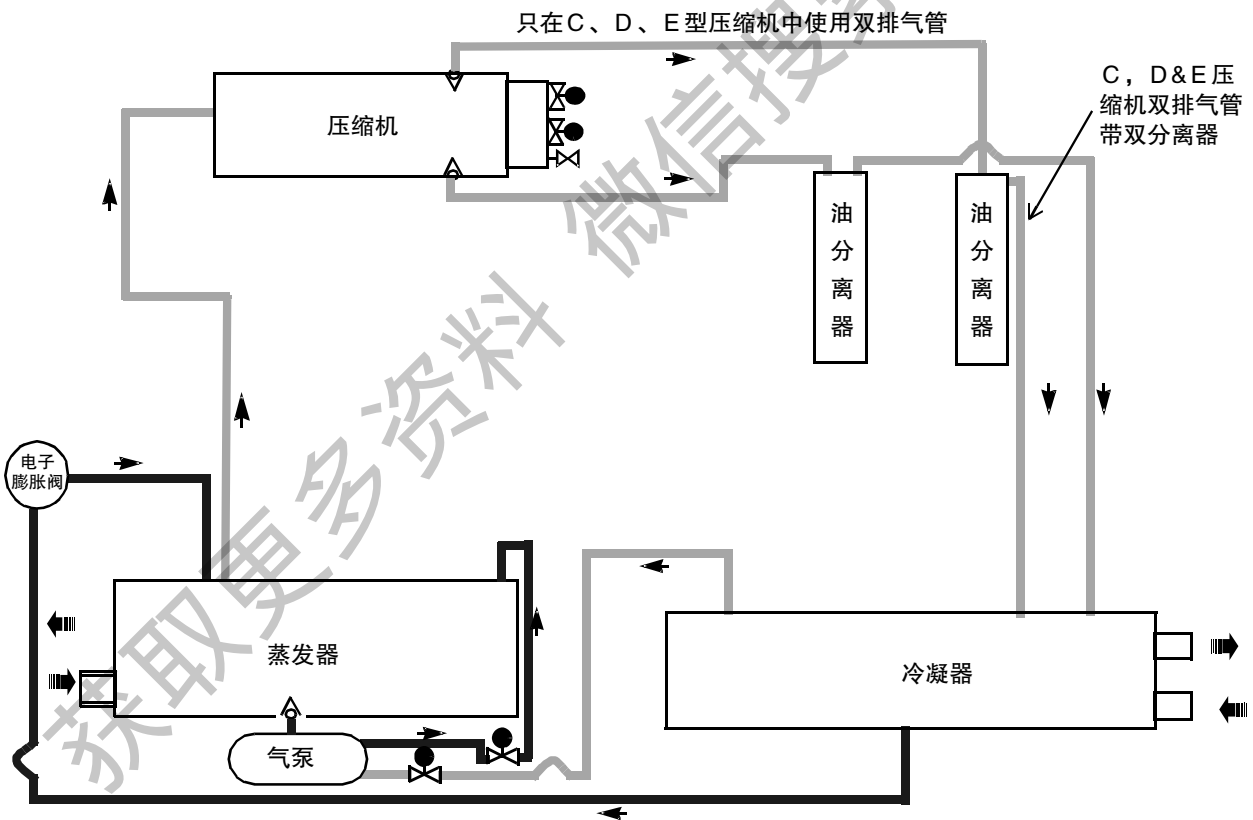 只在C、D、E型压缩机中使用双排气管
C，D&E压
缩机双排气管
带双分离器
压缩机
油分离器
油分离器
电子
膨胀阀
蒸发器
冷凝器
气泵
获取更多资料 微信搜索